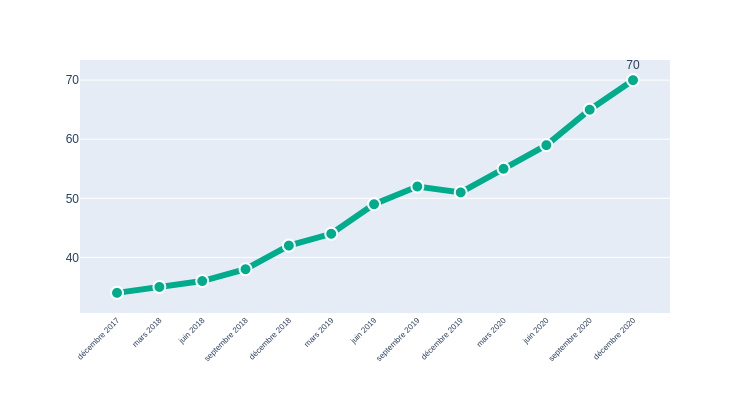 70
70
60
50
40
décembre 2017
mars 2018
juin 2018
septembre 2018
décembre 2018
mars 2019
juin 2019
septembre 2019
décembre 2019
mars 2020
juin 2020
septembre 2020
décembre 2020